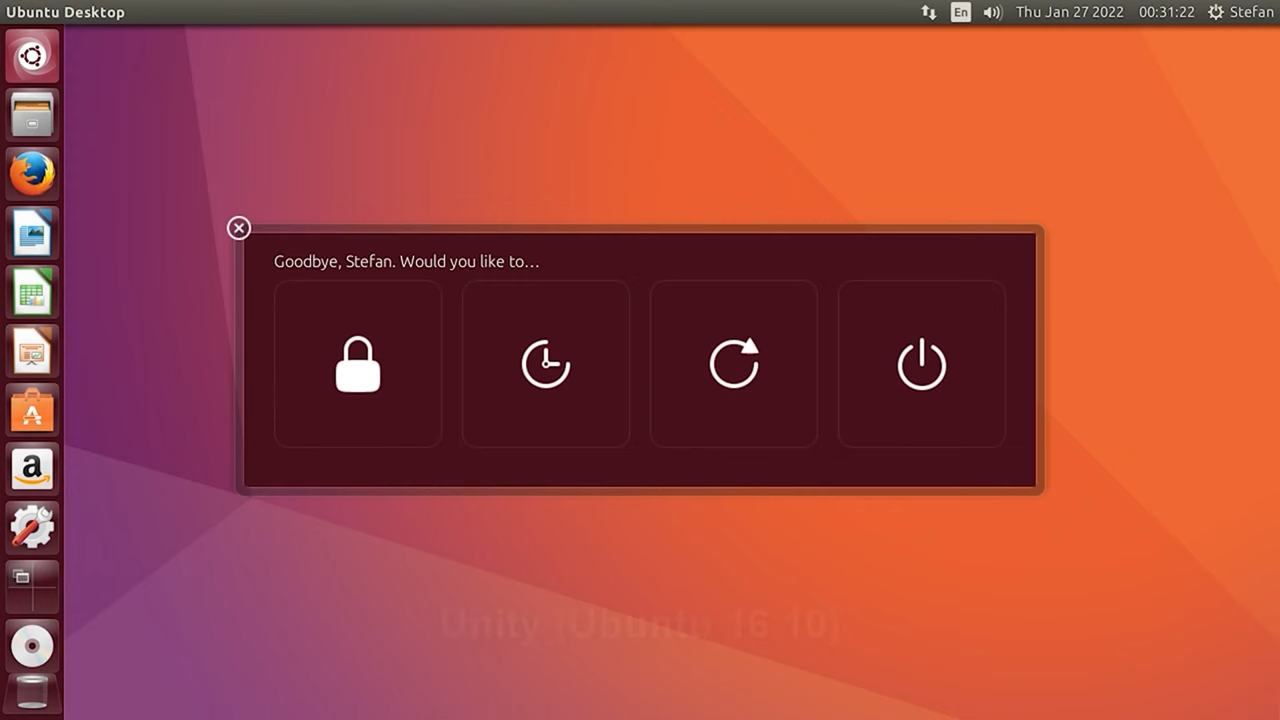 Ubuntu Desktop
En
Thu Jan 27 2022
00:31:22
Stefan
Goodbye, Stefan. Would you like to…
a
Unity (Ubuntu 16 10)